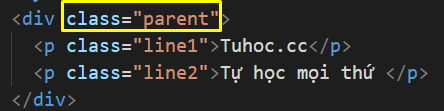 <div class="parent">
<p class="line1">Tuhoc.cc</p>
<p class="line2">Tự học mọi thứ </p>
</div>